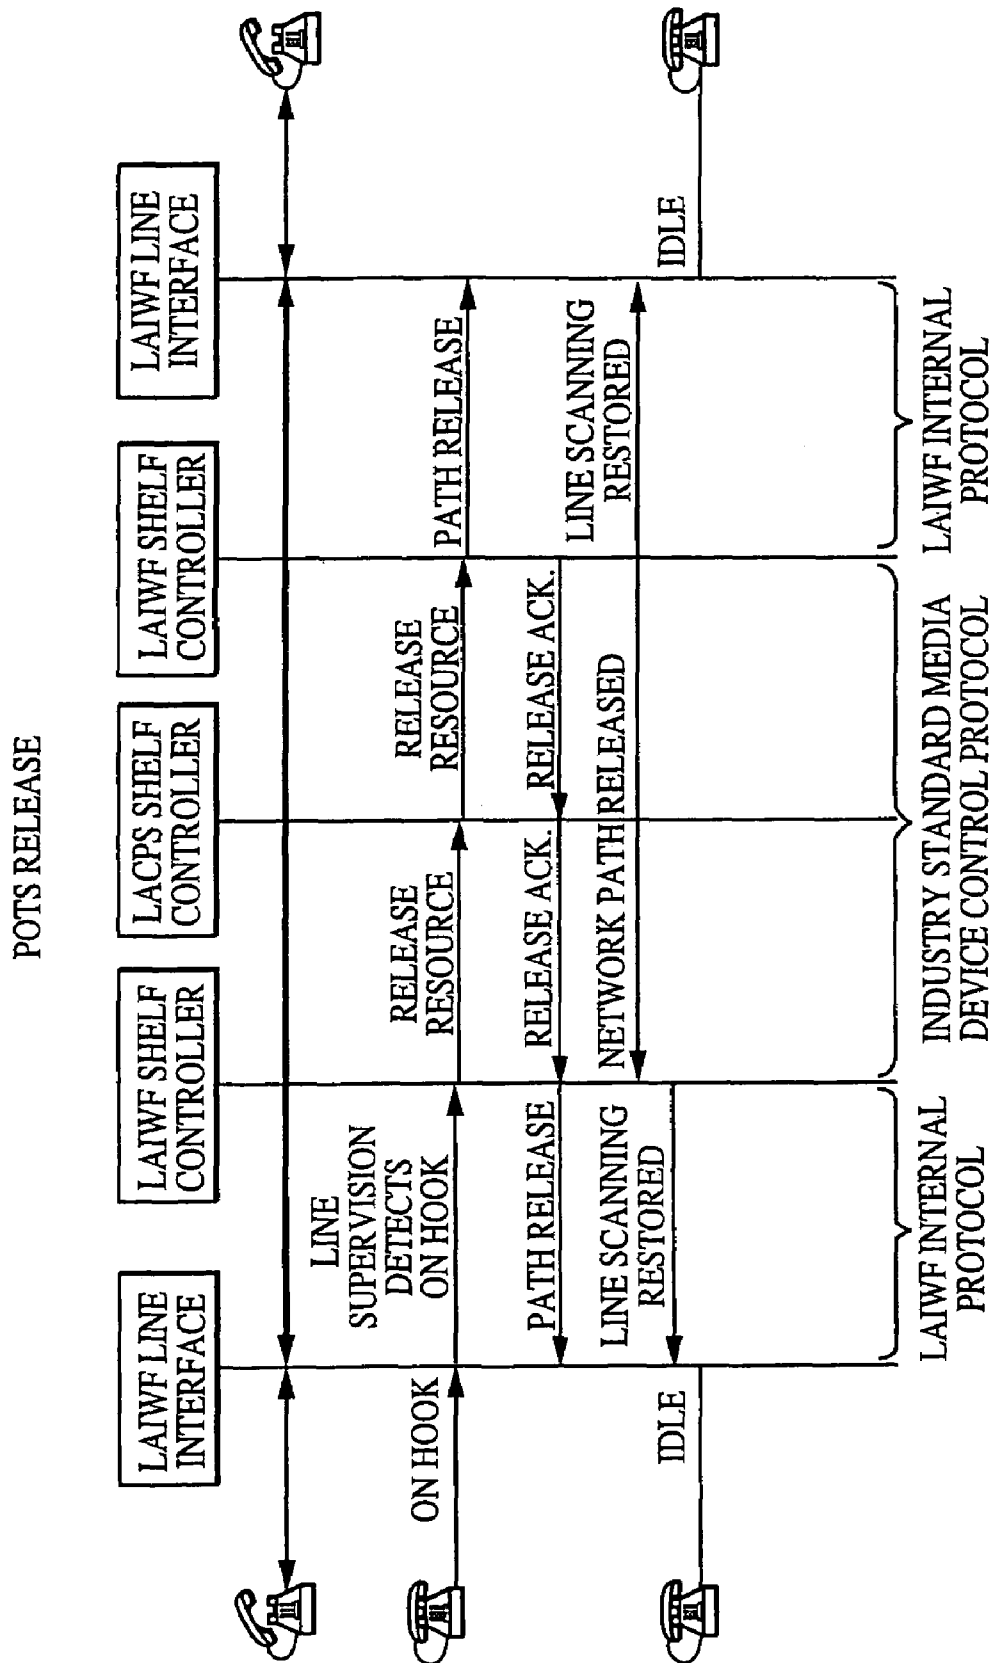 POTS RELEASE
LAIWF LINE
INTERFACE
LAIWF SHELF
CONTROLLER
LACPS SHELF
CONTROLLER
LAIWF SHELF
CONTROLLER
LAIWF LINE
INTERFACE
ON HOOK
LINE
SUPERVISION
DETECTS
ON HOOK
RELEASE
RESOURCE
RELEASE
RESOURCE
PATH RELEASE
PATH RELEASE
RELEASE ACK.
RELEASE ACK.
LINE SCANNING
RESTORED
NETWORK PATH RELEASED
LINE SCANNING
RESTORED
IDLE
IDLE
LAIWF INTERNAL
PROTOCOL
INDUSTRY STANDARD MEDIA
DEVICE CONTROL PROTOCOL
LAIWF INTERNAL
PROTOCOL